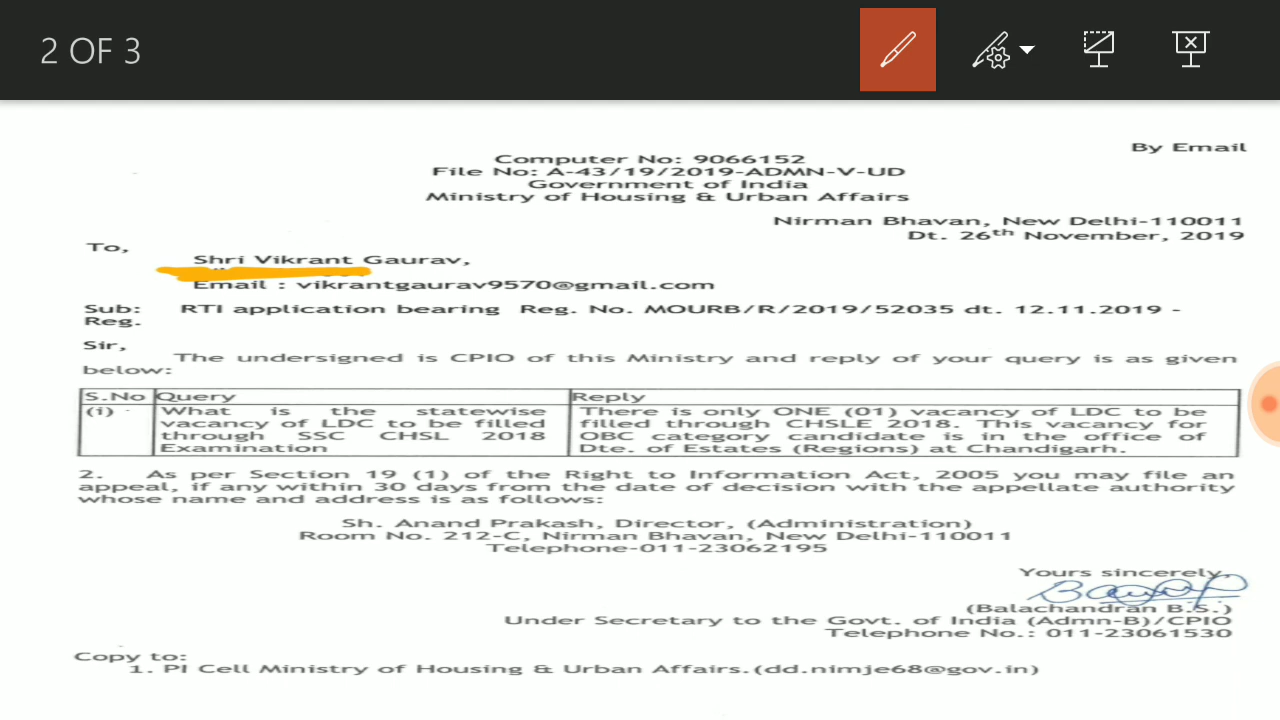 2 OF 3
By Email
Computer No: 9066152
File No: A-43/19/2019-ADMN-V-UD
Government of India
Ministry of Housing & Urban Affairs
Nirman Bhavan, New Delhi-110011
Dt. 26th November, 2019
To,
Shri Vikrant Gaurav,
Email : vikrantgaurav9570@gmail.com
Sub: RTI application bearing Reg. No. MOURB/R/2019/52035 dt. 12.11.2019 -
Reg.
Sir,
The undersigned is CPIO of this Ministry and reply of your query is as given
below:
S.No Query Reply
(i) What is the statewise There is only ONE (01) vacancy of LDC to be
vacancy of LDC to be filled filled through CHSLE 2018. This vacancy for
through SSC CHSL 2018 OBC category candidate is in the office of
Examination Dte. of Estates (Regions) at Chandigarh.
2. As per Section 19 (1) of the Right to Information Act, 2005 you may file an
appeal, if any within 30 days from the date of decision with the appellate authority
whose name and address is as follows:
Sh. Anand Prakash, Director, (Administration)
Room No. 212-C, Nirman Bhavan, New Delhi-110011
Telephone-011-23062195
Yours sincerely,
(Balachandran B.S.)
Under Secretary to the Govt. of India (Admn-B)/CPIO
Telephone No.: 011-23061530
Copy to:
1. PI Cell Ministry of Housing & Urban Affairs.(dd.nimje68@gov.in)